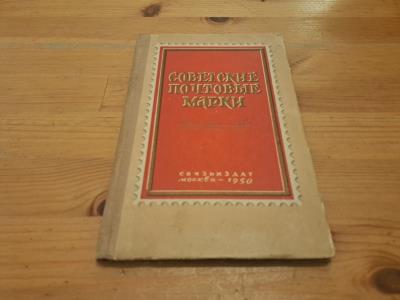 СОВЕТСКИЕ
ПОЧТОВЫЕ
МАРКИ
СВЯЗЬИЗДАТ
МОСКВА – 1950